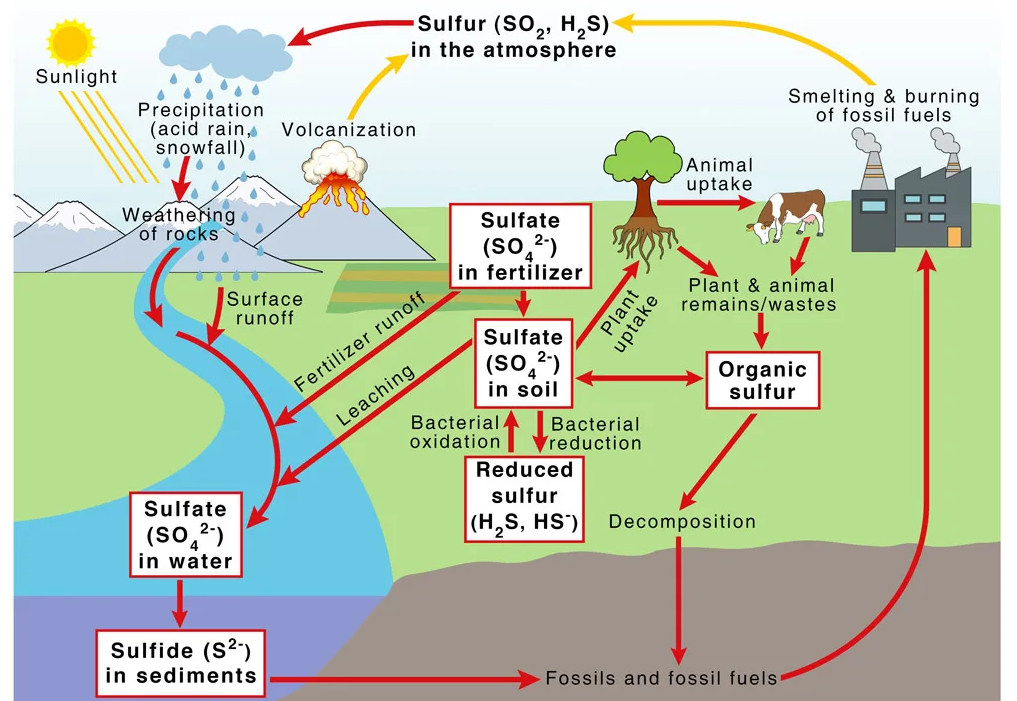 Sulfur (SO₂, H₂S)
in the atmosphere
Sunlight
Precipitation
(acid rain,
snowfall)
Volcanization
Smelting & burning
of fossil fuels
Animal
uptake
Weathering
of rocks
Sulfate
(SO₄²⁻)
in fertilizer
Plant & animal
remains/wastes
Surface
runoff
Fertilizer runoff
Plant
uptake
Sulfate
(SO₄²⁻)
in soil
Leaching
Organic
sulfur
Bacterial
oxidation
Bacterial
reduction
Reduced
sulfur
(H₂S, HS⁻)
Sulfate
(SO₄²⁻)
in water
Decomposition
Sulfide (S²⁻)
in sediments
Fossils and fossil fuels